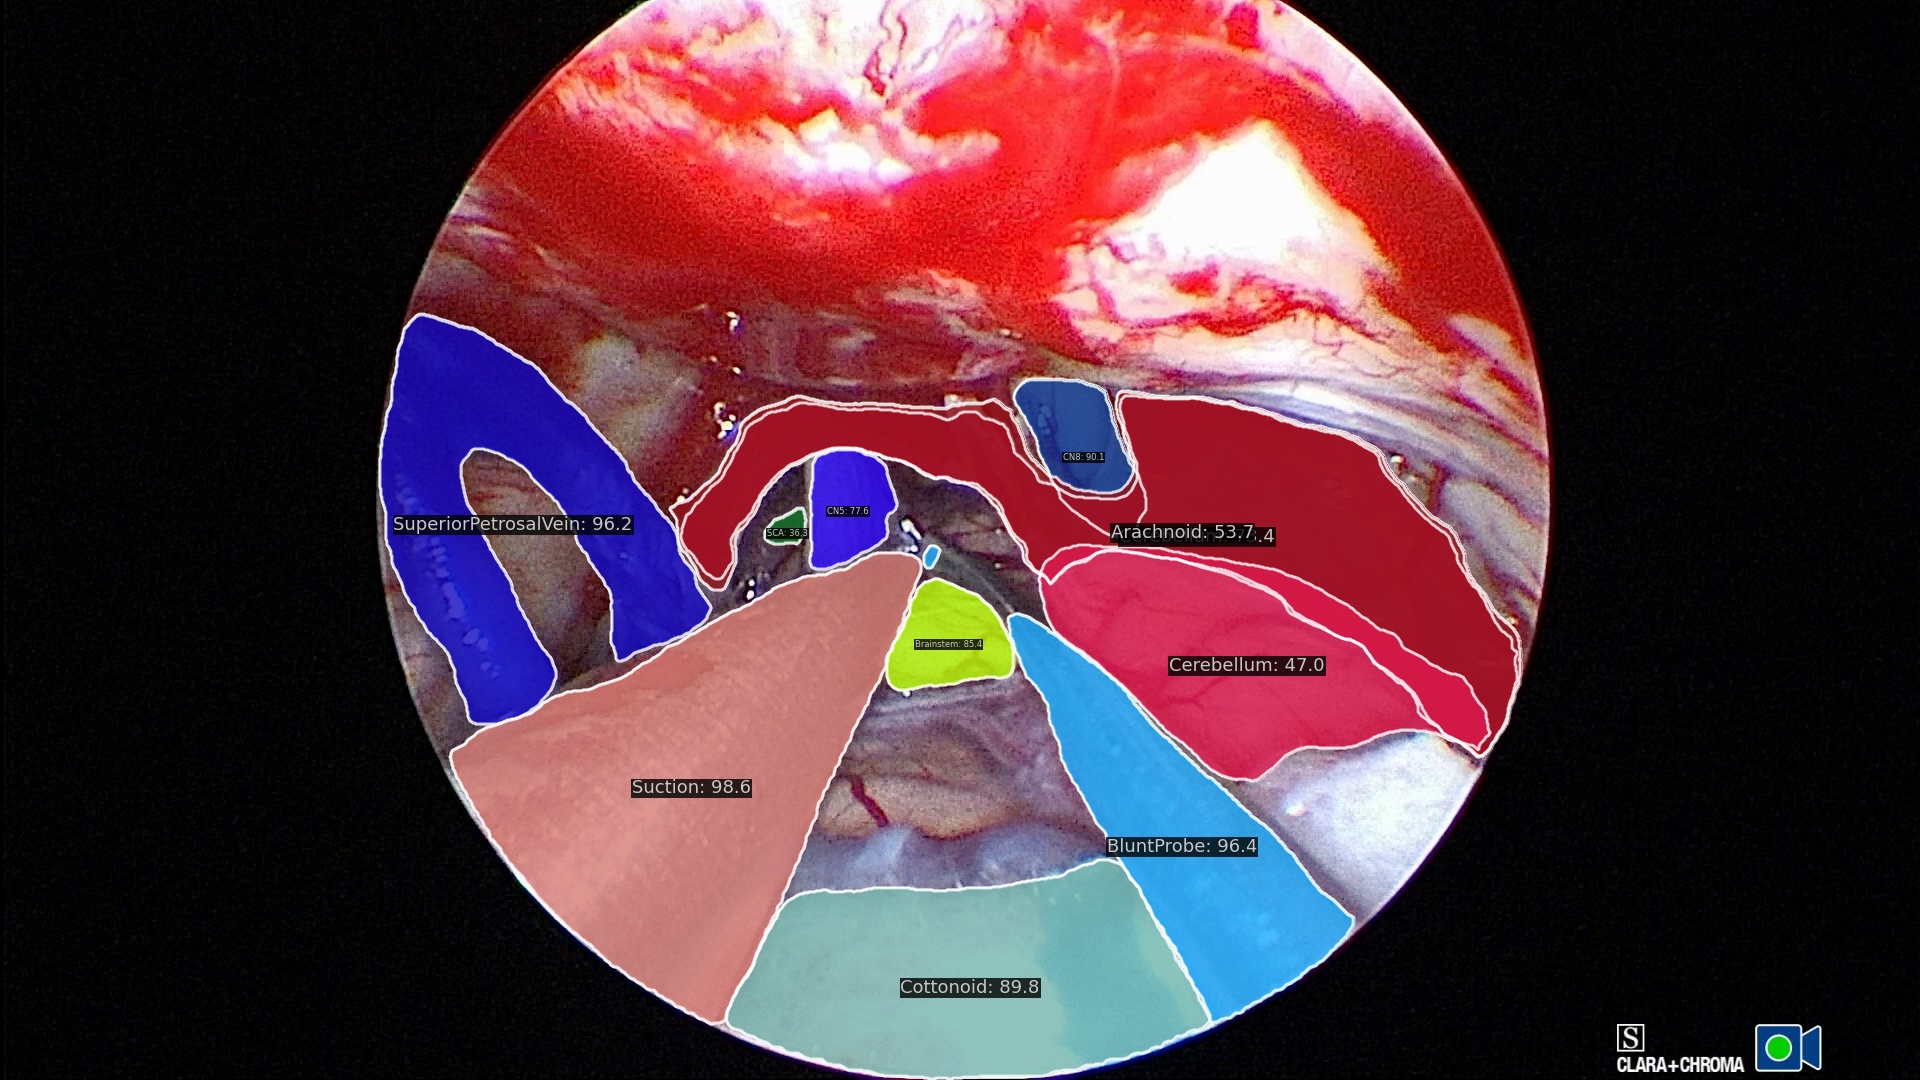 CN8: 90.1
CN5: 77.6
SuperiorPetrosalVein: 96.2
SCA: 36.3
Arachnoid: 53.7
.4
Brainstem: 85.4
Cerebellum: 47.0
Suction: 98.6
BluntProbe: 96.4
Cottonoid: 89.8
S
CLARA+CHROMA